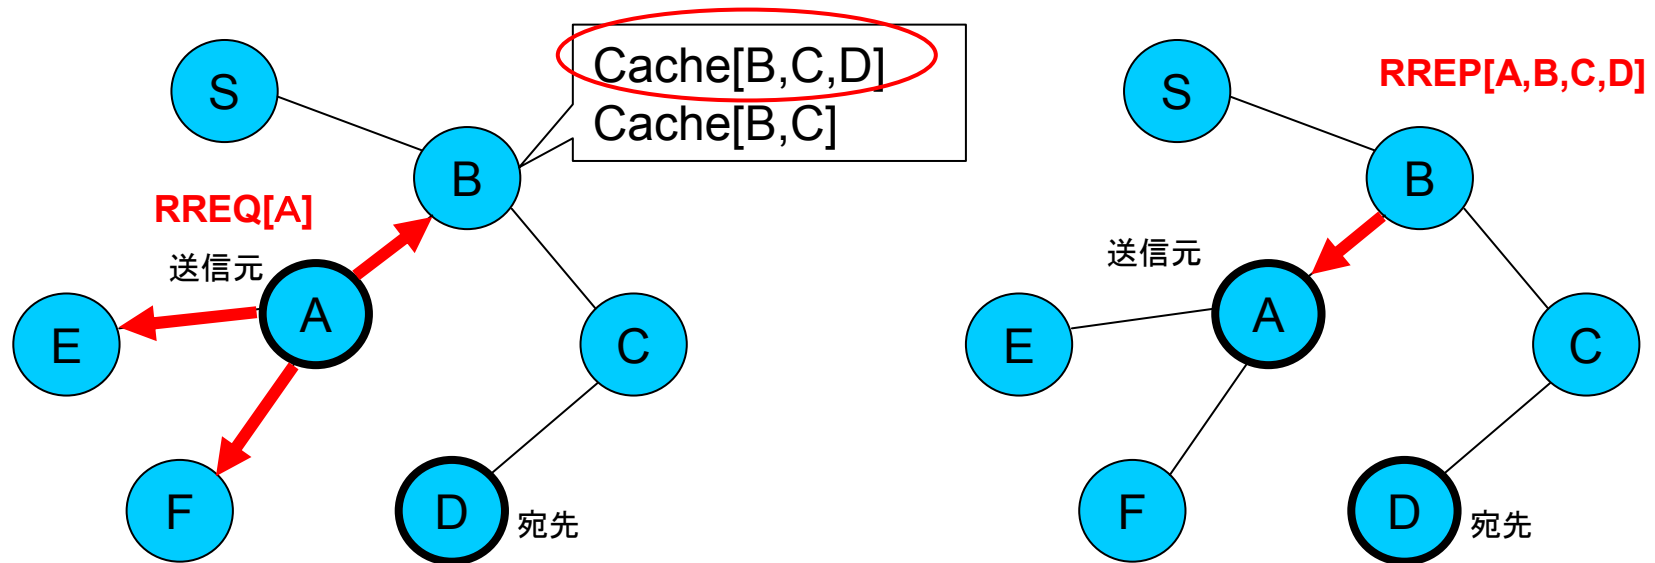 S
Cache[B,C,D]
Cache[B,C]
B
RREQ[A]
送信元
A
E
C
F
D
宛先
S
RREP[A,B,C,D]
B
送信元
A
E
C
F
D
宛先